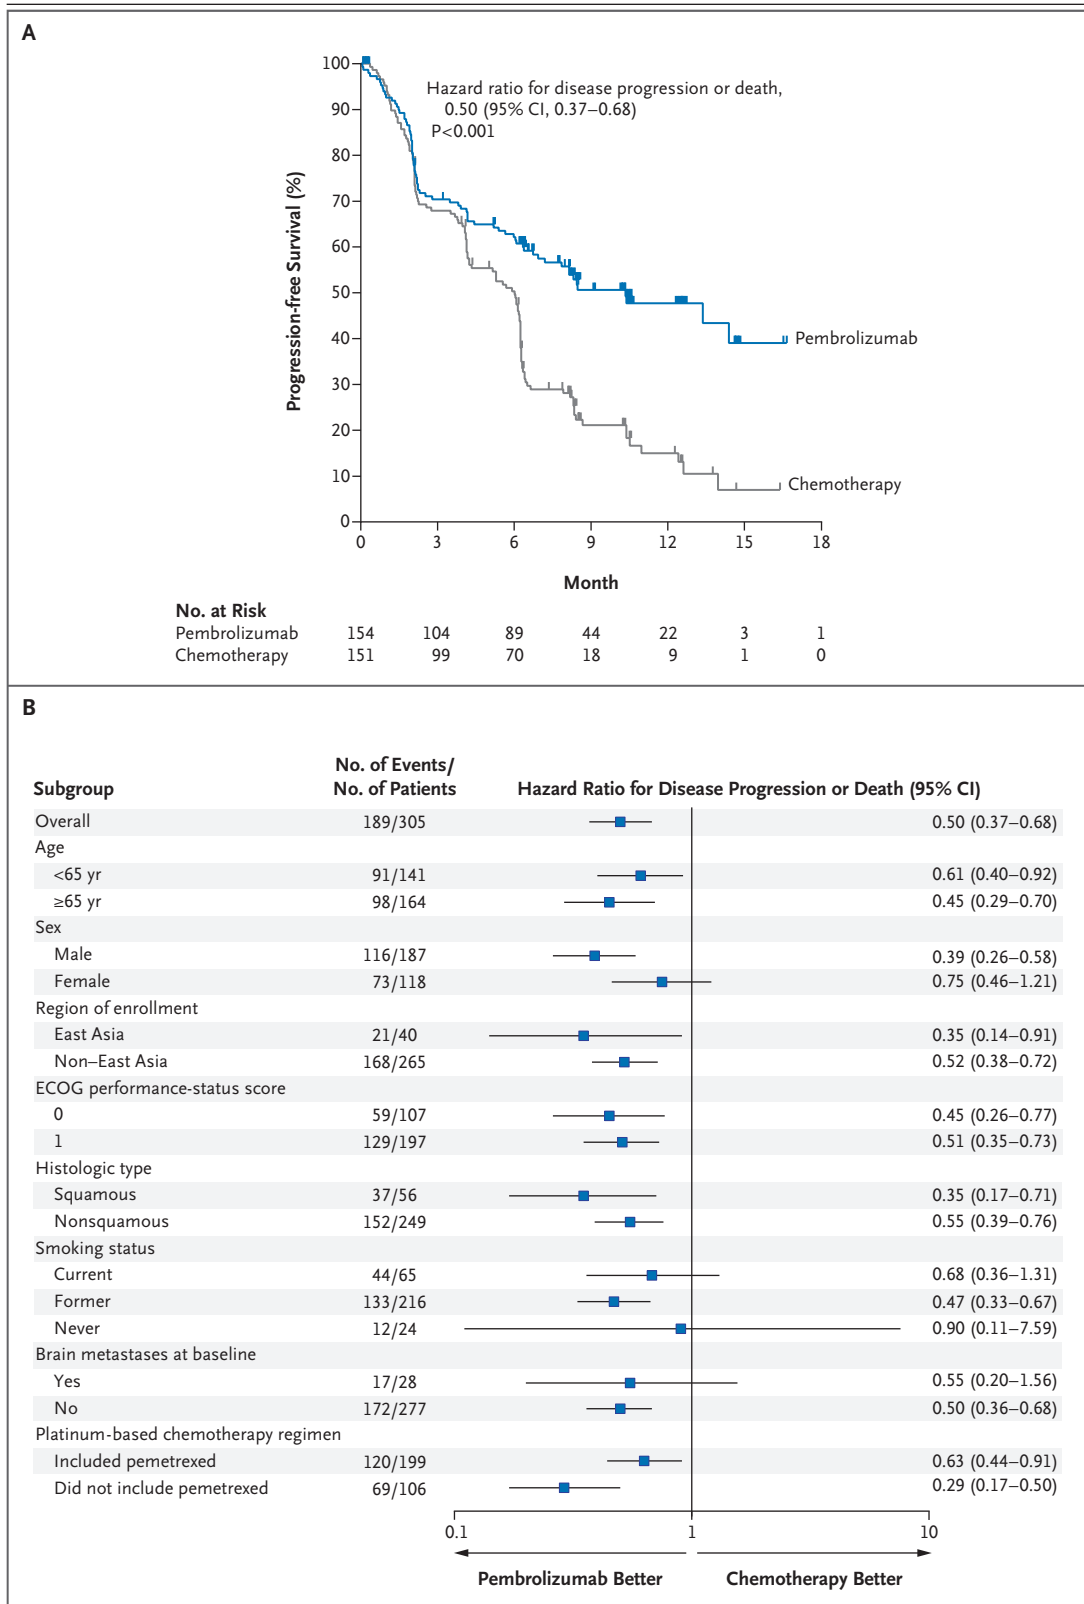 A
100
90
80
70
60
50
40
30
20
10
0
Progression-free Survival (%)
Hazard ratio for disease progression or death,
0.50 (95% CI, 0.37–0.68)
P<0.001
Pembrolizumab
Chemotherapy
0 3 6 9 12 15 18
Month
No. at Risk
Pembrolizumab 154 104 89 44 22 3 1
Chemotherapy 151 99 70 18 9 1 0
B
Subgroup No. of Events/ No. of Patients Hazard Ratio for Disease Progression or Death (95% CI)
Overall 189/305 0.50 (0.37–0.68)
Age
<65 yr 91/141 0.61 (0.40–0.92)
≥65 yr 98/164 0.45 (0.29–0.70)
Sex
Male 116/187 0.39 (0.26–0.58)
Female 73/118 0.75 (0.46–1.21)
Region of enrollment
East Asia 21/40 0.35 (0.14–0.91)
Non–East Asia 168/265 0.52 (0.38–0.72)
ECOG performance-status score
0 59/107 0.45 (0.26–0.77)
1 129/197 0.51 (0.35–0.73)
Histologic type
Squamous 37/56 0.35 (0.17–0.71)
Nonsquamous 152/249 0.55 (0.39–0.76)
Smoking status
Current 44/65 0.68 (0.36–1.31)
Former 133/216 0.47 (0.33–0.67)
Never 12/24 0.90 (0.11–7.59)
Brain metastases at baseline
Yes 17/28 0.55 (0.20–1.56)
No 172/277 0.50 (0.36–0.68)
Platinum-based chemotherapy regimen
Included pemetrexed 120/199 0.63 (0.44–0.91)
Did not include pemetrexed 69/106 0.29 (0.17–0.50)
0.1 1 10
Pembrolizumab Better Chemotherapy Better